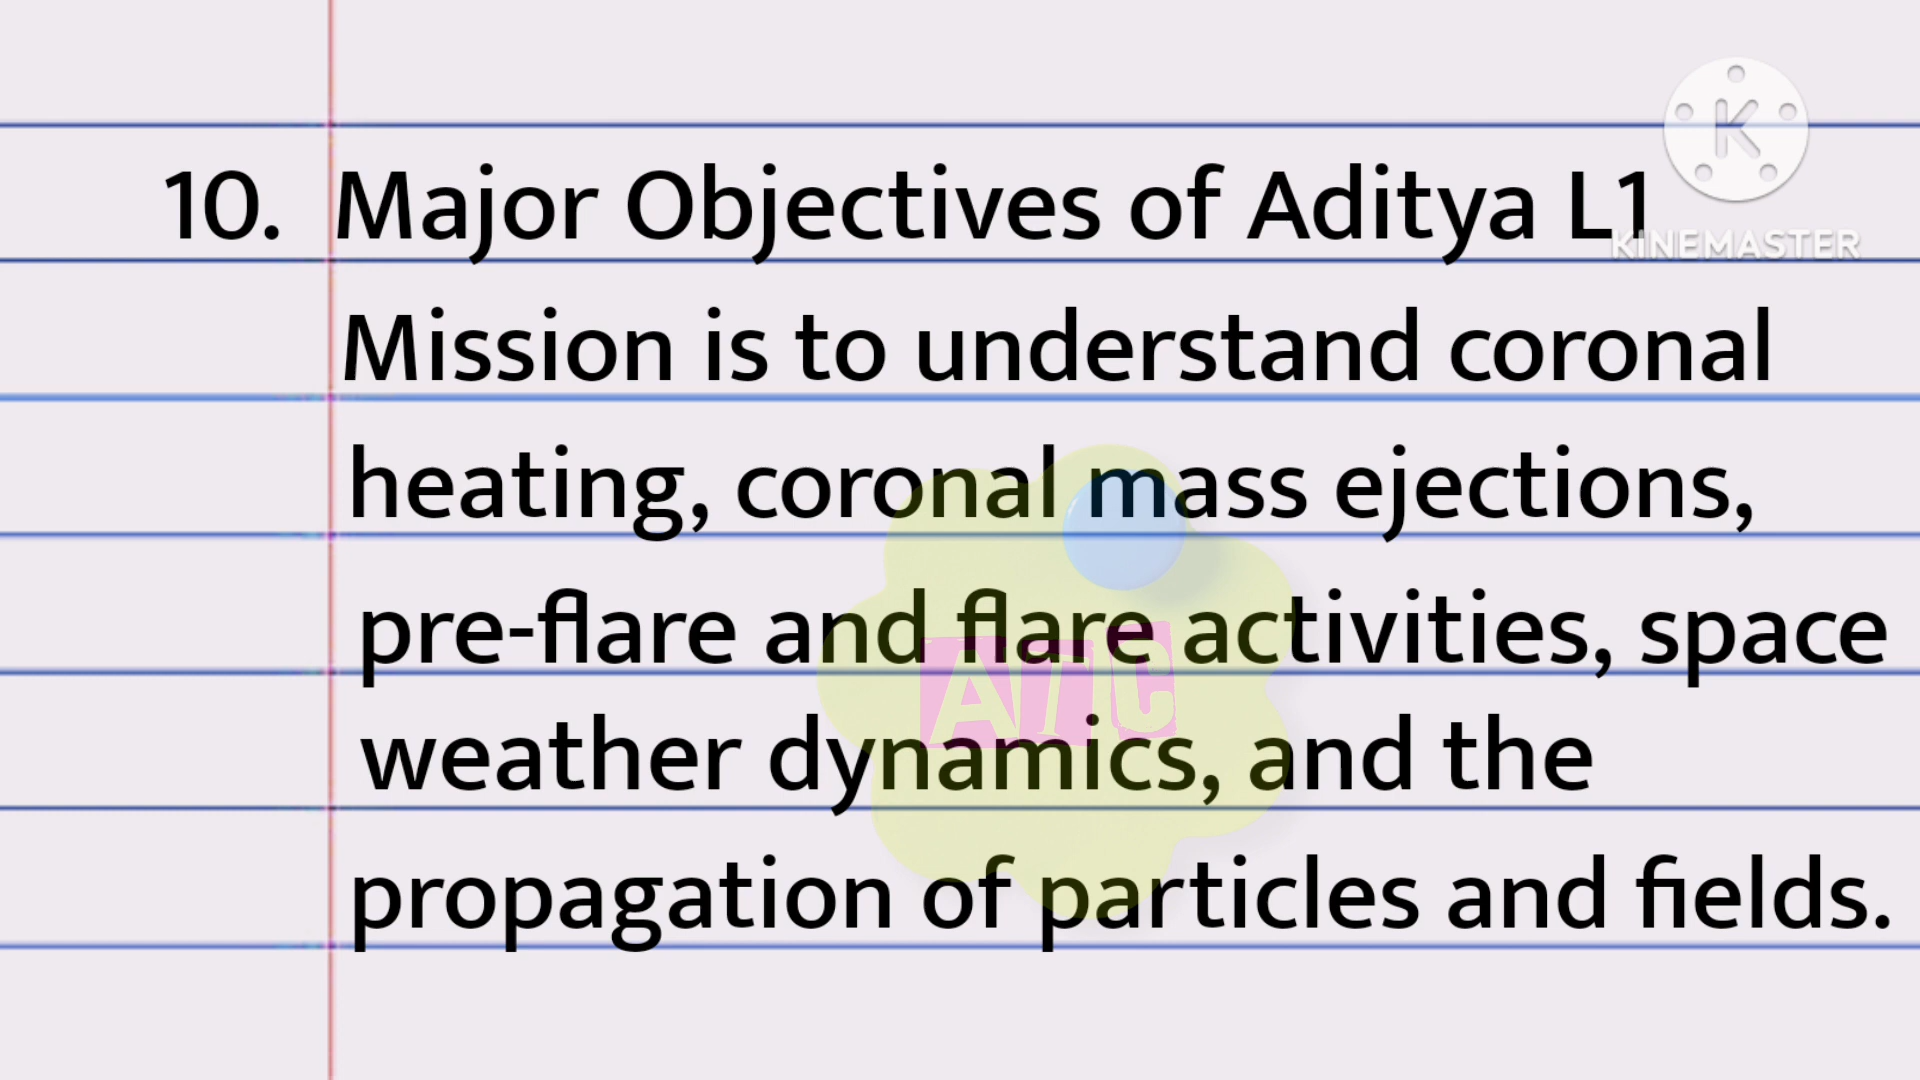 10. Major Objectives of Aditya L1
KINEMASTER
Mission is to understand coronal
heating, coronal mass ejections,
pre-flare and flare activities, space
ATC
weather dynamics, and the
propagation of particles and fields.